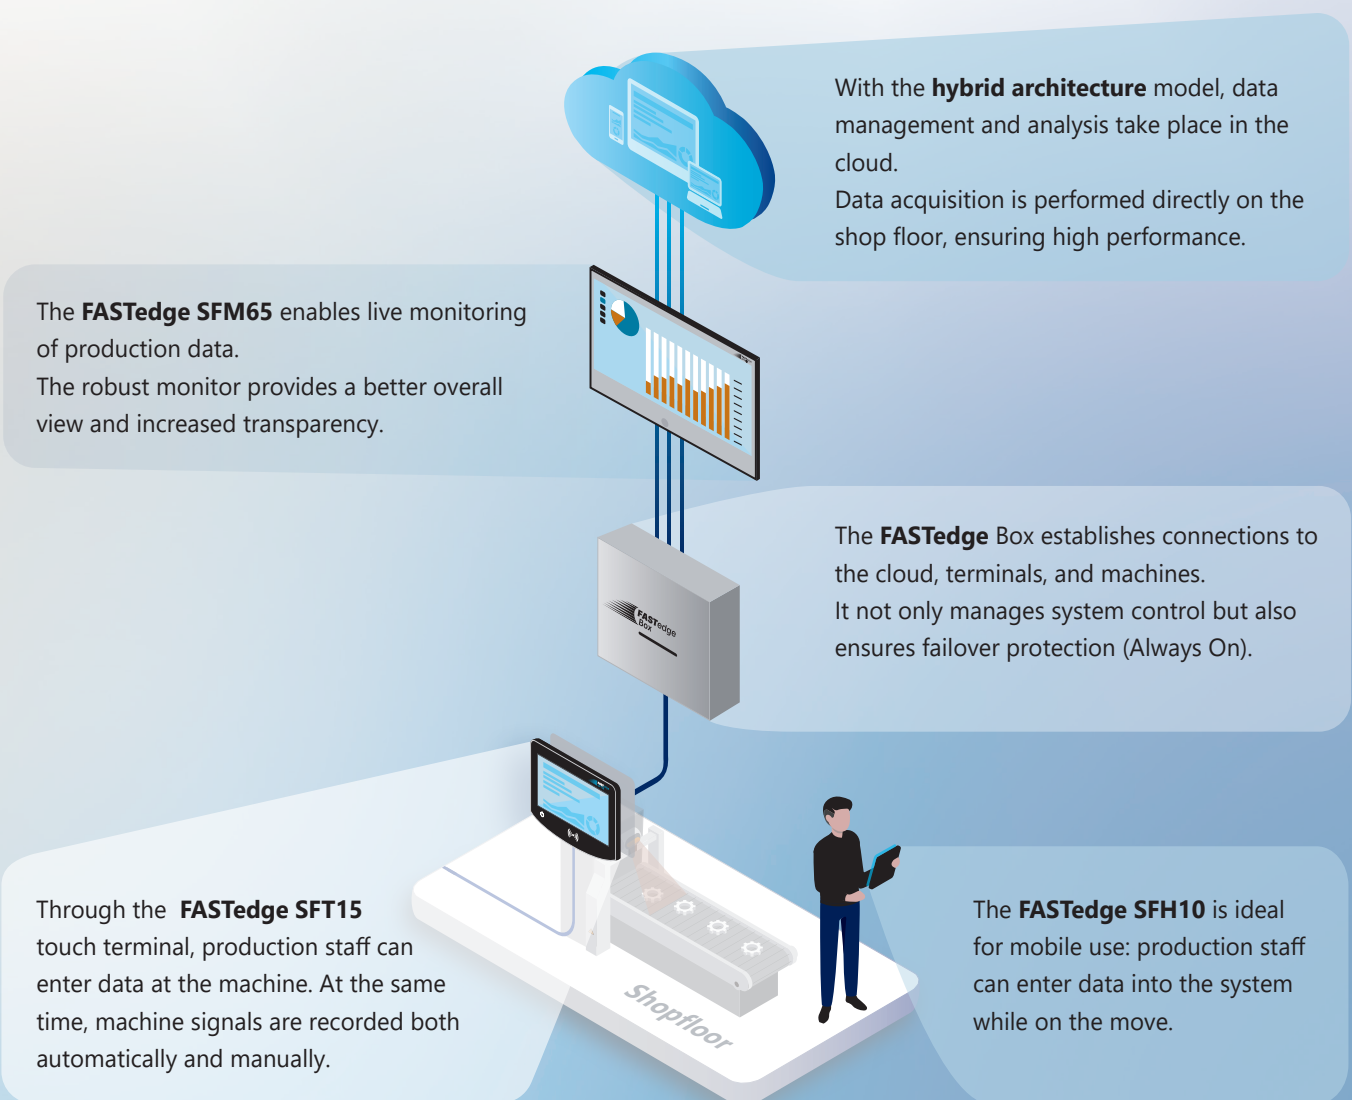 With the hybrid architecture model, data
management and analysis take place in the
cloud.
Data acquisition is performed directly on the
shop floor, ensuring high performance.
The FASTedge SFM65 enables live monitoring
of production data.
The robust monitor provides a better overall
view and increased transparency.
The FASTedge Box establishes connections to
the cloud, terminals, and machines.
It not only manages system control but also
ensures failover protection (Always On).
FASTedge
Box
Through the FASTedge SFT15
touch terminal, production staff can
enter data at the machine. At the same
time, machine signals are recorded both
automatically and manually.
The FASTedge SFH10 is ideal
for mobile use: production staff
can enter data into the system
while on the move.
Shopfloor